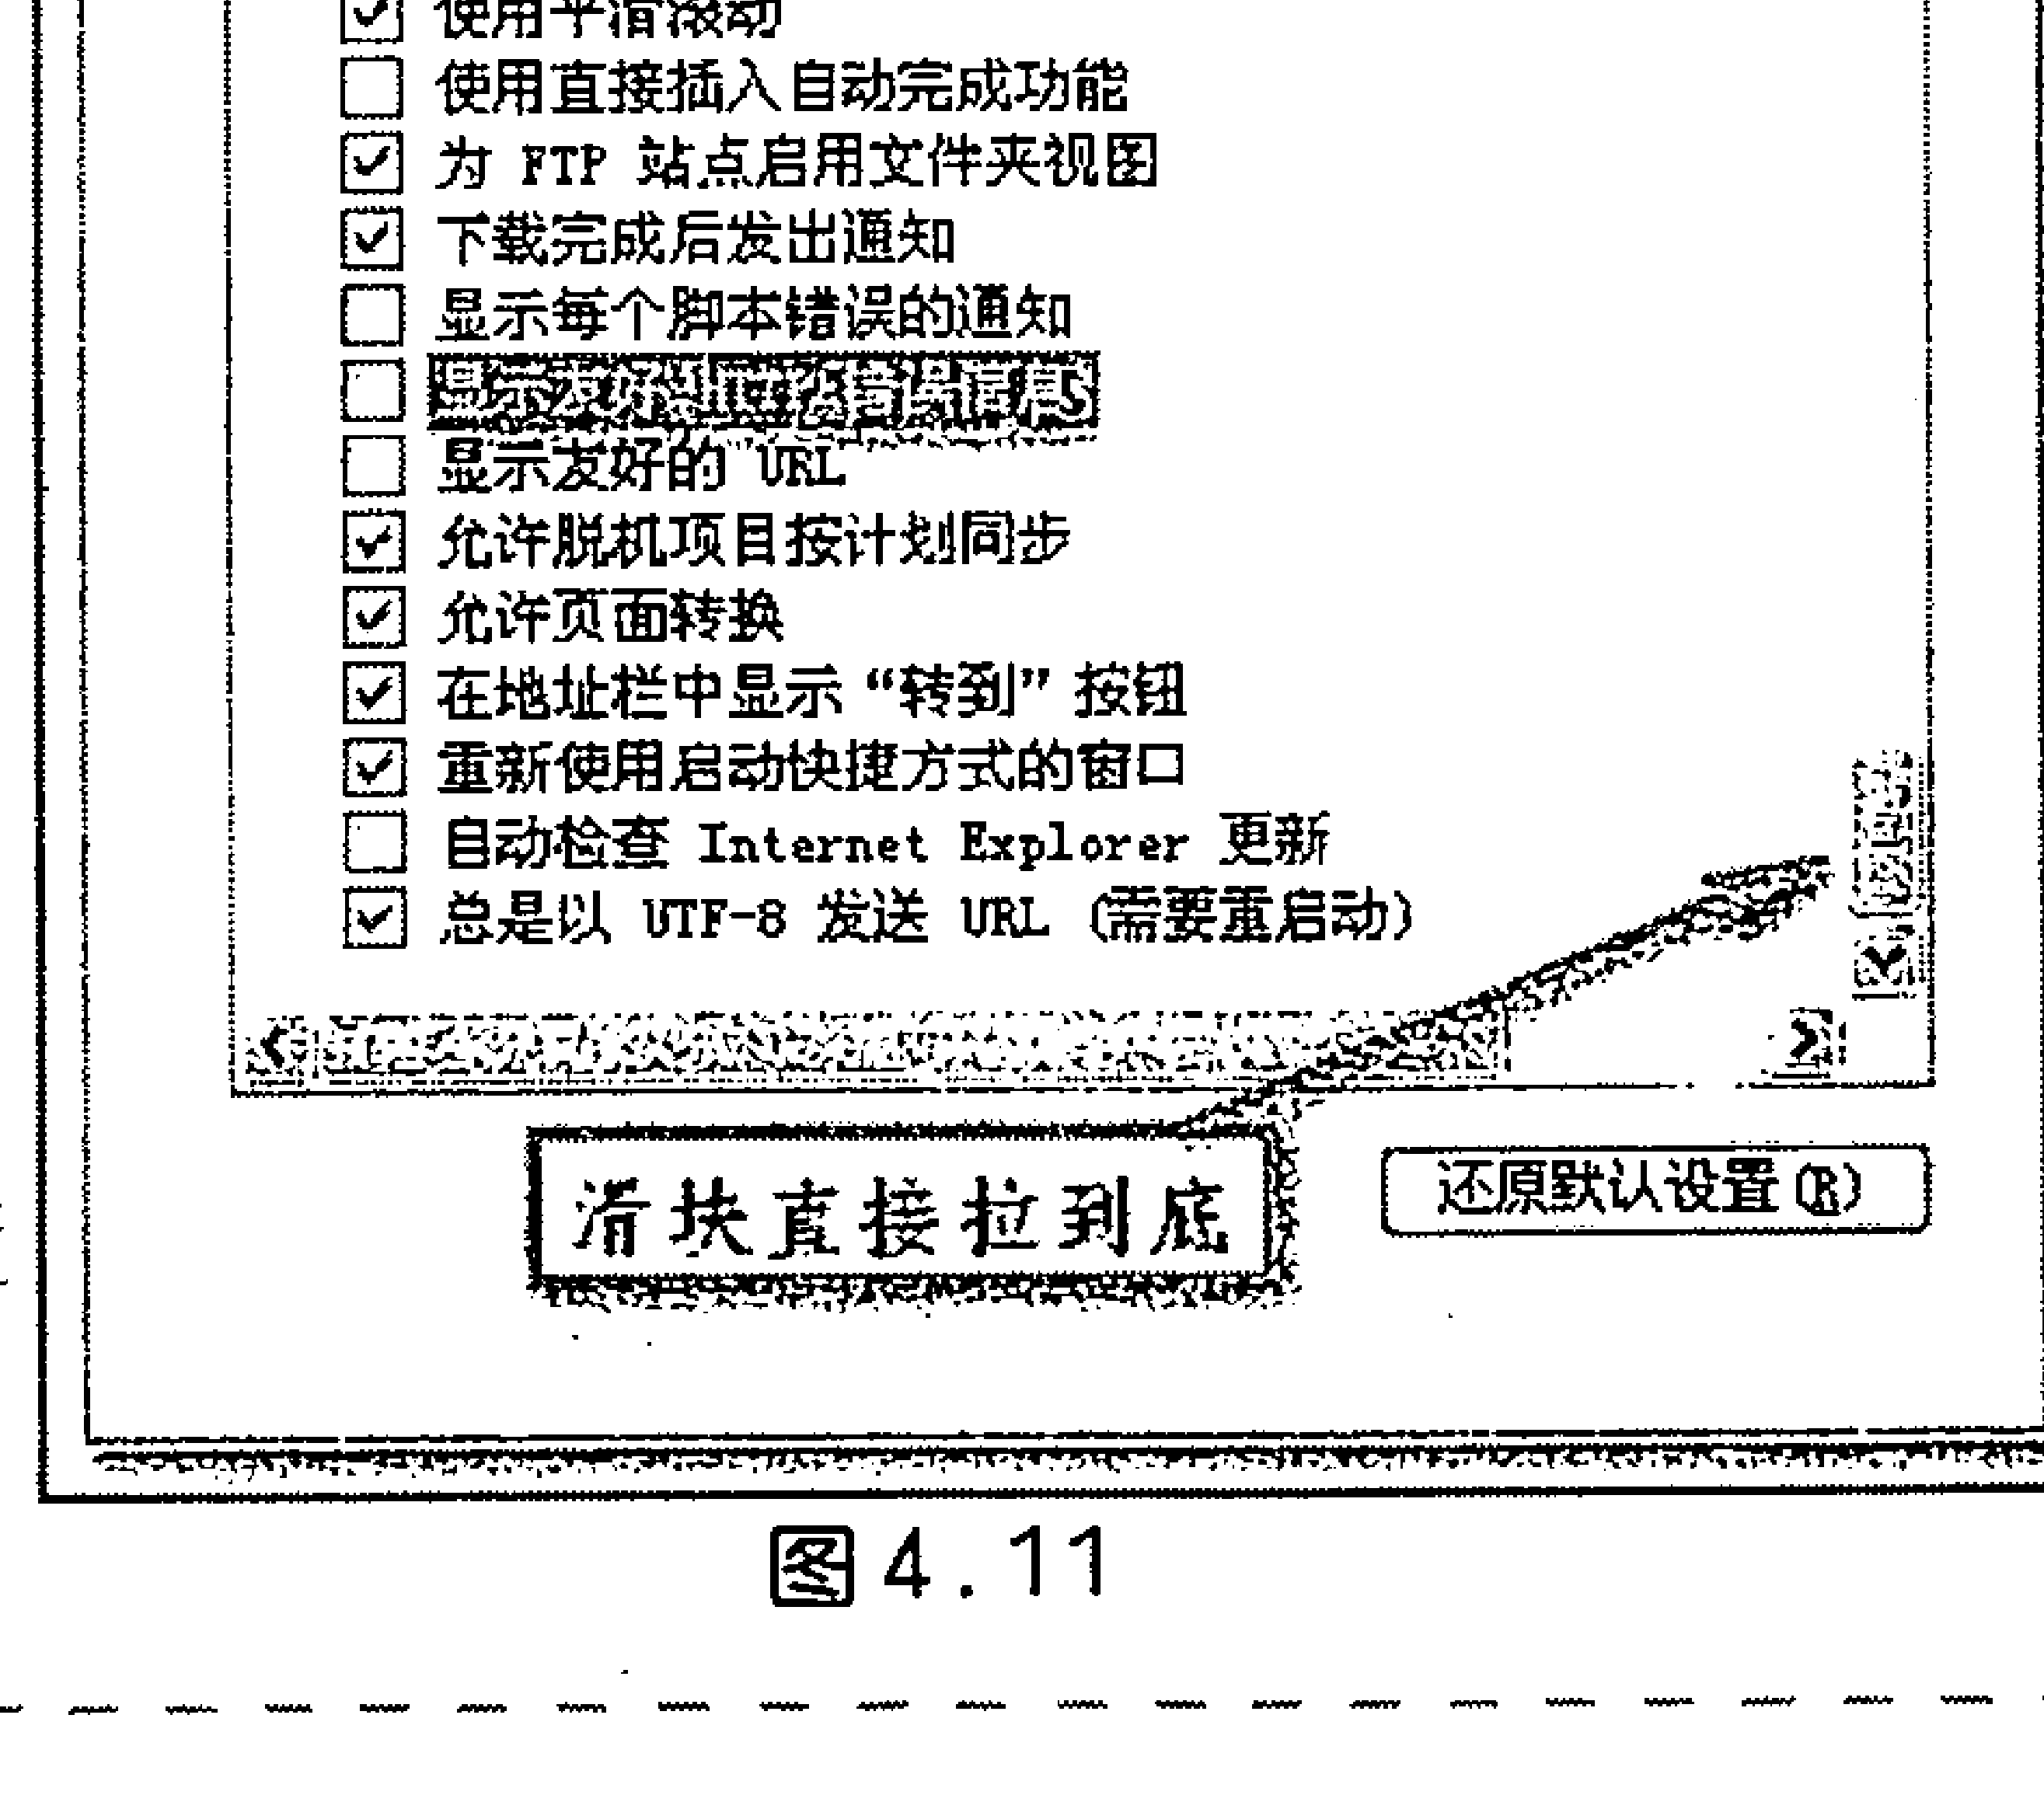 使用平滑滚动
使用直接插入自动完成功能
为 FTP 站点启用文件夹视图
下载完成后发出通知
显示每个脚本错误的通知
显示友好
显示友好的 URL
允许脱机项目按计划同步
允许页面转换
在地址栏中显示“转到”按钮
重新使用启动快捷方式的窗口
自动检查 Internet Explorer 更新
总是以 UTF-8 发送 URL (需要重启动)
滑块直接拉到底
还原默认设置(R)
图4.11